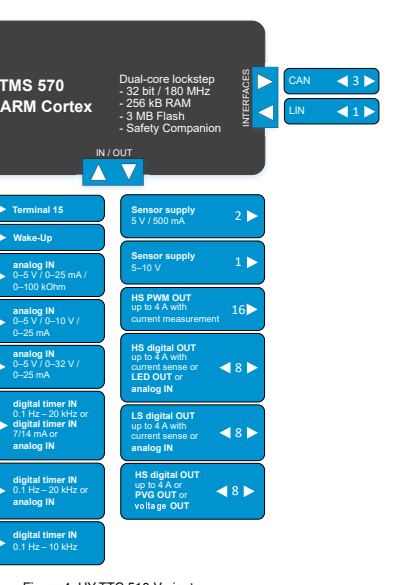 TMS 570
ARM Cortex
Dual-core lockstep
- 32 bit / 180 MHz
- 256 kB RAM
- 3 MB Flash
- Safety Companion
INTERFACES
CAN 3
LIN 1
IN / OUT
Terminal 15
Wake-Up
analog IN
0–5 V / 0–25 mA /
0–100 kOhm
analog IN
0–5 V / 0–10 V /
0–25 mA
analog IN
0–5 V / 0–32 V /
0–25 mA
digital timer IN
0.1 Hz – 20 kHz or
digital timer IN
7/14 mA or
analog IN
digital timer IN
0.1 Hz – 20 kHz or
analog IN
digital timer IN
0.1 Hz – 10 kHz
Sensor supply
5 V / 500 mA
2
Sensor supply
5–10 V
1
HS PWM OUT
up to 4 A with
current measurement
16
HS digital OUT
up to 4 A with
current sense or
LED OUT or
analog IN
8
LS digital OUT
up to 4 A with
current sense or
analog IN
8
HS digital OUT
up to 4 A or
PVG OUT or
voltage OUT
8